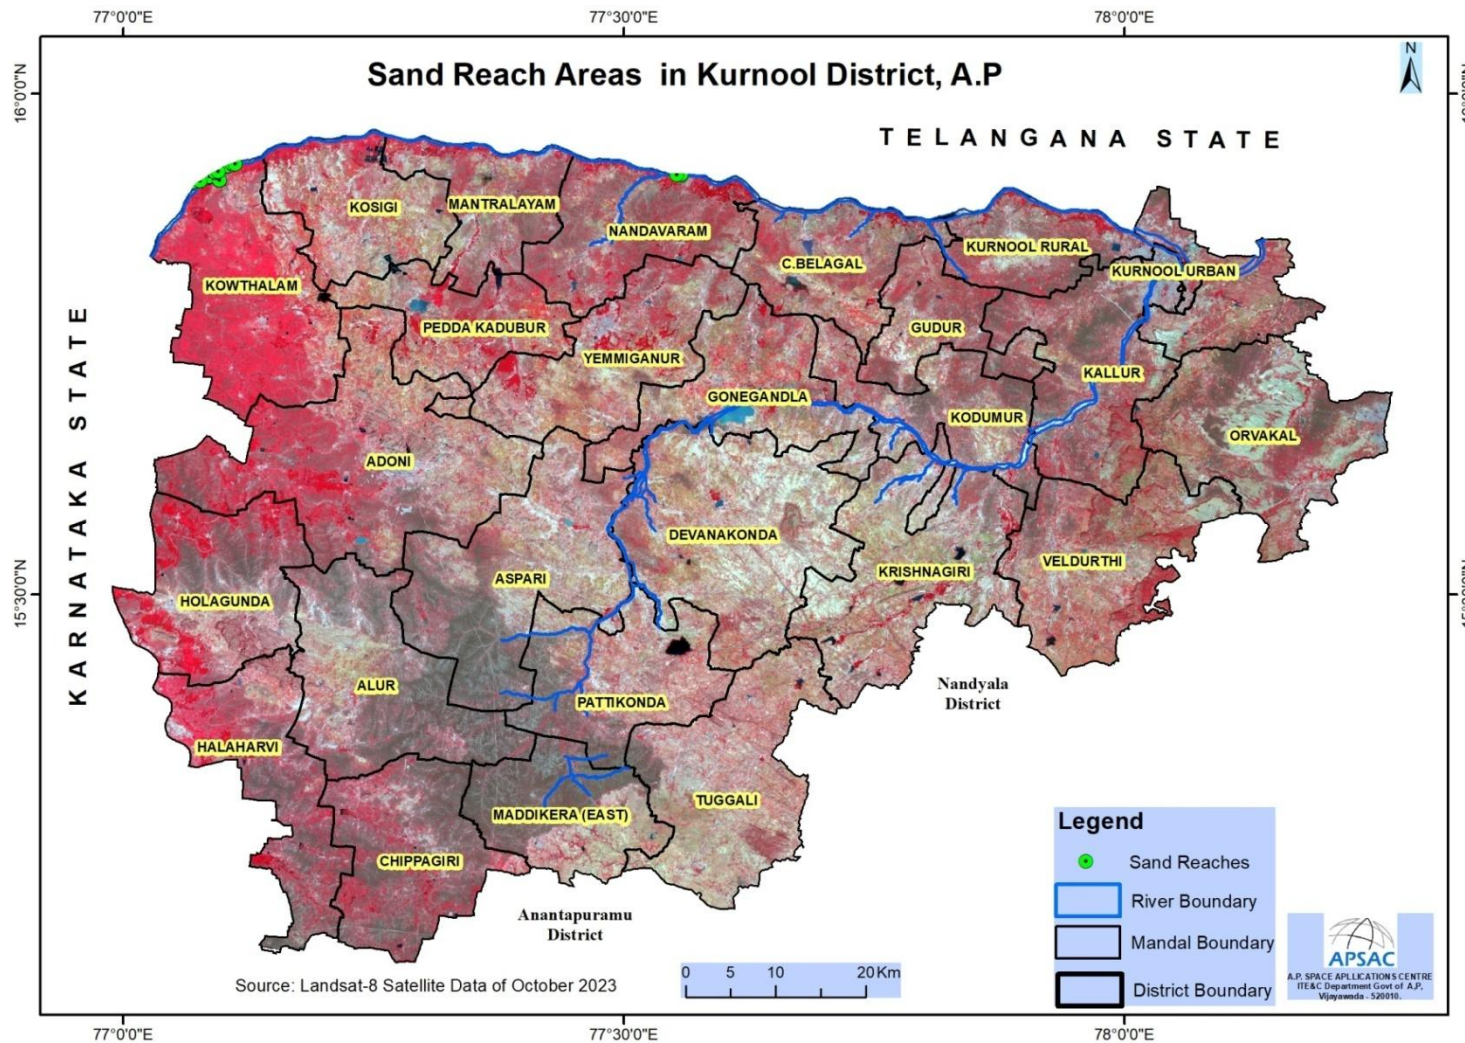 77°0'0"E 77°30'0"E 78°0'0"E
16°0'0"N
Sand Reach Areas in Kurnool District, A.P
N
TELANGANA STATE
KOSIGI
MANTRALAYAM
NANDAVARAM
C.BELAGAL
KURNOOL RURAL
KURNOOL URBAN
KOWTHALAM
PEDDA KADUBUR
YEMMIGANUR
GUDUR
KALLUR
GONEGANDLA
KODUMUR
ORVAKAL
ADONI
KARNATAKA STATE
DEVANAKONDA
ASPARI
KRISHNAGIRI
VELDURTHI
15°30'0"N
HOLAGUNDA
ALUR
PATTIKONDA
Nandyala
District
HALAHARVI
TUGGALI
MADDIKERA (EAST)
CHIPPAGIRI
Anantapuramu
District
Legend
Sand Reaches
River Boundary
Mandal Boundary
District Boundary
APSAC
A.P. SPACE APLLICATIONS CENTRE
ITE&C Department Govt of A.P,
Vijayawada - 520010.
0 5 10 20 Km
Source: Landsat-8 Satellite Data of October 2023
77°0'0"E 77°30'0"E 78°0'0"E